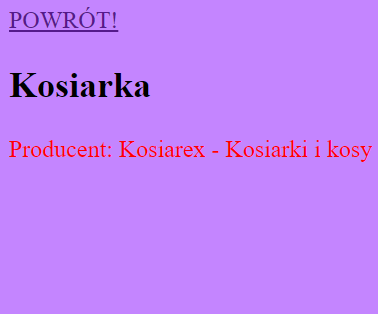 POWRÓT!
Kosiarka
Producent: Kosiarex - Kosiarki i kosy